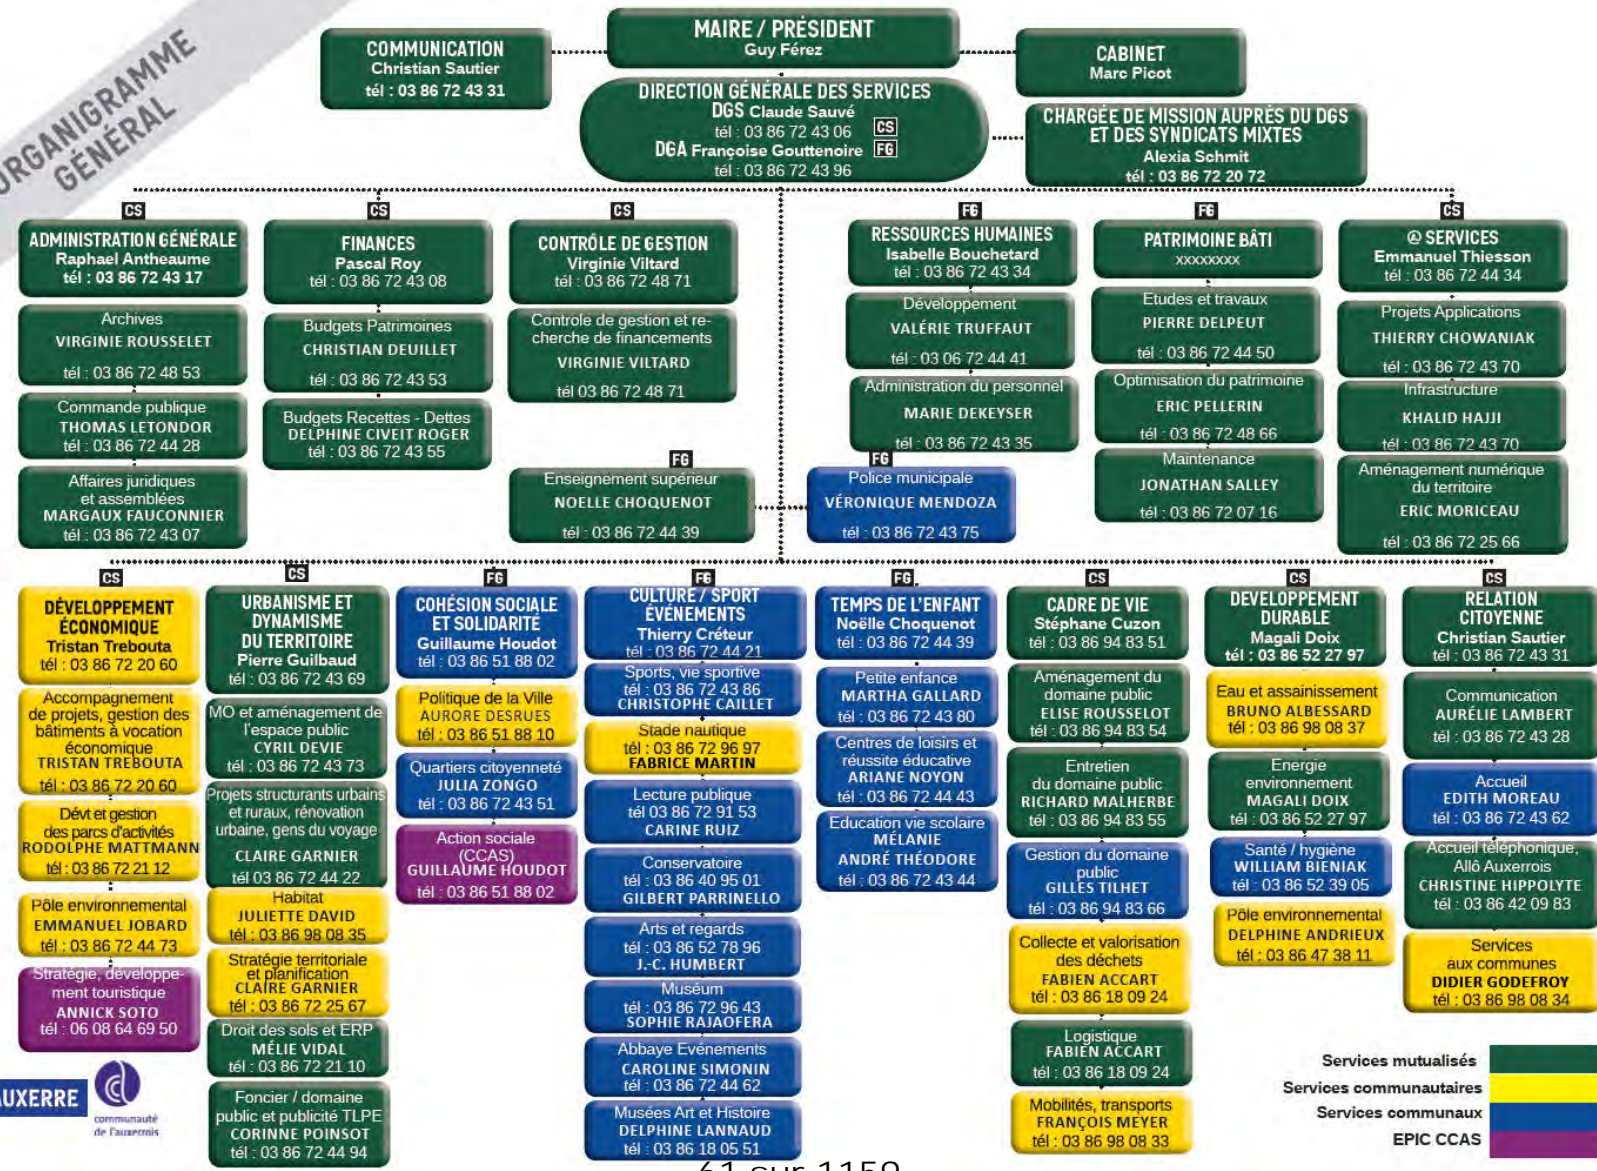 ORGANIGRAMME
GÉNÉRAL
MAIRE / PRÉSIDENT
Guy Férez
COMMUNICATION
Christian Sautier
tél : 03 86 72 43 31
CABINET
Marc Picot
DIRECTION GÉNÉRALE DES SERVICES
DGS Claude Sauvé
tél : 03 86 72 43 06 CS
DGA Françoise Gouttenoire FG
tél : 03 86 72 43 96
CHARGÉE DE MISSION AUPRÈS DU DGS
ET DES SYNDICATS MIXTES
Alexia Schmit
tél : 03 86 72 20 72
CS
ADMINISTRATION GÉNÉRALE
Raphael Antheaume
tél : 03 86 72 43 17
Archives
VIRGINIE ROUSSELET
tél : 03 86 72 48 53
Commande publique
THOMAS LETONDOR
tél : 03 86 72 44 28
Affaires juridiques
et assemblées
MARGAUX FAUCONNIER
tél : 03 86 72 43 07
CS
FINANCES
Pascal Roy
tél : 03 86 72 43 08
Budgets Patrimoines
CHRISTIAN DEUILLET
tél : 03 86 72 43 53
Budgets Recettes - Dettes
DELPHINE CIVEIT ROGER
tél : 03 86 72 43 55
CS
CONTRÔLE DE GESTION
Virginie Viltard
tél : 03 86 72 48 71
Controle de gestion et re-
cherche de financements
VIRGINIE VILTARD
tél 03 86 72 48 71
FG
Enseignement supérieur
NOELLE CHOQUENOT
tél : 03 86 72 44 39
FG
RESSOURCES HUMAINES
Isabelle Bouchetard
tél : 03 86 72 43 34
Développement
VALÉRIE TRUFFAUT
tél : 03 06 72 44 41
Administration du personnel
MARIE DEKEYSER
tél : 03 86 72 43 35
FG
Police municipale
VÉRONIQUE MENDOZA
tél : 03 86 72 43 75
FG
PATRIMOINE BÂTI
xxxxxxxx
Etudes et travaux
PIERRE DELPEUT
tél : 03 86 72 44 50
Optimisation du patrimoine
ERIC PELLERIN
tél : 03 86 72 48 66
Maintenance
JONATHAN SALLEY
tél : 03 86 72 07 16
CS
@ SERVICES
Emmanuel Thiesson
tél : 03 86 72 44 34
Projets Applications
THIERRY CHOWANIAK
tél : 03 86 72 43 70
Infrastructure
KHALID HAJJI
tél : 03 86 72 43 70
Aménagement numérique
du territoire
ERIC MORICEAU
tél : 03 86 72 25 66
CS
DÉVELOPPEMENT
ÉCONOMIQUE
Tristan Trebouta
tél : 03 86 72 20 60
Accompagnement
de projets, gestion des
bâtiments à vocation
économique
TRISTAN TREBOUTA
tél : 03 86 72 20 60
Dévt et gestion
des parcs d'activités
RODOLPHE MATTMANN
tél : 03 86 72 21 12
Pôle environnemental
EMMANUEL JOBARD
tél : 03 86 72 44 73
Stratégie, développe-
ment touristique
ANNICK SOTO
tél : 06 08 64 69 50
CS
URBANISME ET
DYNAMISME
DU TERRITOIRE
Pierre Guilbaud
tél : 03 86 72 43 69
MO et aménagement de
l'espace public
CYRIL DEVIE
tél : 03 86 72 43 73
Projets structurants urbains
et ruraux, rénovation
urbaine, gens du voyage
CLAIRE GARNIER
tél 03 86 72 44 22
Habitat
JULIETTE DAVID
tél : 03 86 98 08 35
Stratégie territoriale
et planification
CLAIRE GARNIER
tél : 03 86 72 25 67
Droit des sols et ERP
MÉLIE VIDAL
tél : 03 86 72 21 10
Foncier / domaine
public et publicité TLPE
CORINNE POINSOT
tél : 03 86 72 44 94
FG
COHÉSION SOCIALE
ET SOLIDARITÉ
Guillaume Houdot
tél : 03 86 51 88 02
Politique de la Ville
AURORE DESRUES
tél : 03 86 51 88 10
Quartiers citoyenneté
JULIA ZONGO
tél : 03 86 72 43 51
Action sociale
(CCAS)
GUILLAUME HOUDOT
tél : 03 86 51 88 02
FG
CULTURE / SPORT
ÉVÉNEMENTS
Thierry Créteur
tél : 03 86 72 44 21
Sports, vie sportive
tél : 03 86 72 43 86
CHRISTOPHE CAILLET
Stade nautique
tél : 03 86 72 96 97
FABRICE MARTIN
Lecture publique
tél 03 86 72 91 53
CARINE RUIZ
Conservatoire
tél : 03 86 40 95 01
GILBERT PARRINELLO
Arts et regards
tél : 03 86 52 78 96
J.-C. HUMBERT
Muséum
tél : 03 86 72 96 43
SOPHIE RAJAOFERA
Abbaye Evénements
CAROLINE SIMONIN
tél : 03 86 72 44 62
Musées Art et Histoire
DELPHINE LANNAUD
tél : 03 86 18 05 51
FG
TEMPS DE L'ENFANT
Noëlle Choquenot
tél : 03 86 72 44 39
Petite enfance
MARTHA GALLARD
tél : 03 86 72 43 80
Centres de loisirs et
réussite éducative
ARIANE NOYON
tél : 03 86 72 44 43
Education vie scolaire
MÉLANIE
ANDRÉ THÉODORE
tél : 03 86 72 43 44
CS
CADRE DE VIE
Stéphane Cuzon
tél : 03 86 94 83 51
Aménagement du
domaine public
ELISE ROUSSELOT
tél : 03 86 94 83 54
Entretien
du domaine public
RICHARD MALHERBE
tél : 03 86 94 83 55
Gestion du domaine
public
GILLES TILHET
tél : 03 86 94 83 66
Collecte et valorisation
des déchets
FABIEN ACCART
tél : 03 86 18 09 24
Logistique
FABIEN ACCART
tél : 03 86 18 09 24
Mobilités, transports
FRANÇOIS MEYER
tél : 03 86 98 08 33
CS
DEVELOPPEMENT
DURABLE
Magali Doix
tél : 03 86 52 27 97
Eau et assainissement
BRUNO ALBESSARD
tél : 03 86 98 08 37
Energie
environnement
MAGALI DOIX
tél : 03 86 52 27 97
Santé / hygiène
WILLIAM BIENIAK
tél : 03 86 52 39 05
Pôle environnemental
DELPHINE ANDRIEUX
tél : 03 86 47 38 11
CS
RELATION
CITOYENNE
Christian Sautier
tél : 03 86 72 43 31
Communication
AURÉLIE LAMBERT
tél : 03 86 72 43 28
Accueil
EDITH MOREAU
tél : 03 86 72 43 62
Accueil téléphonique,
Allô Auxerrois
CHRISTINE HIPPOLYTE
tél : 03 86 42 09 83
Services
aux communes
DIDIER GODEFROY
tél : 03 86 98 08 34
AUXERRE
communauté
de l'auxerrois
Services mutualisés
Services communautaires
Services communaux
EPIC CCAS
61 sur 1159